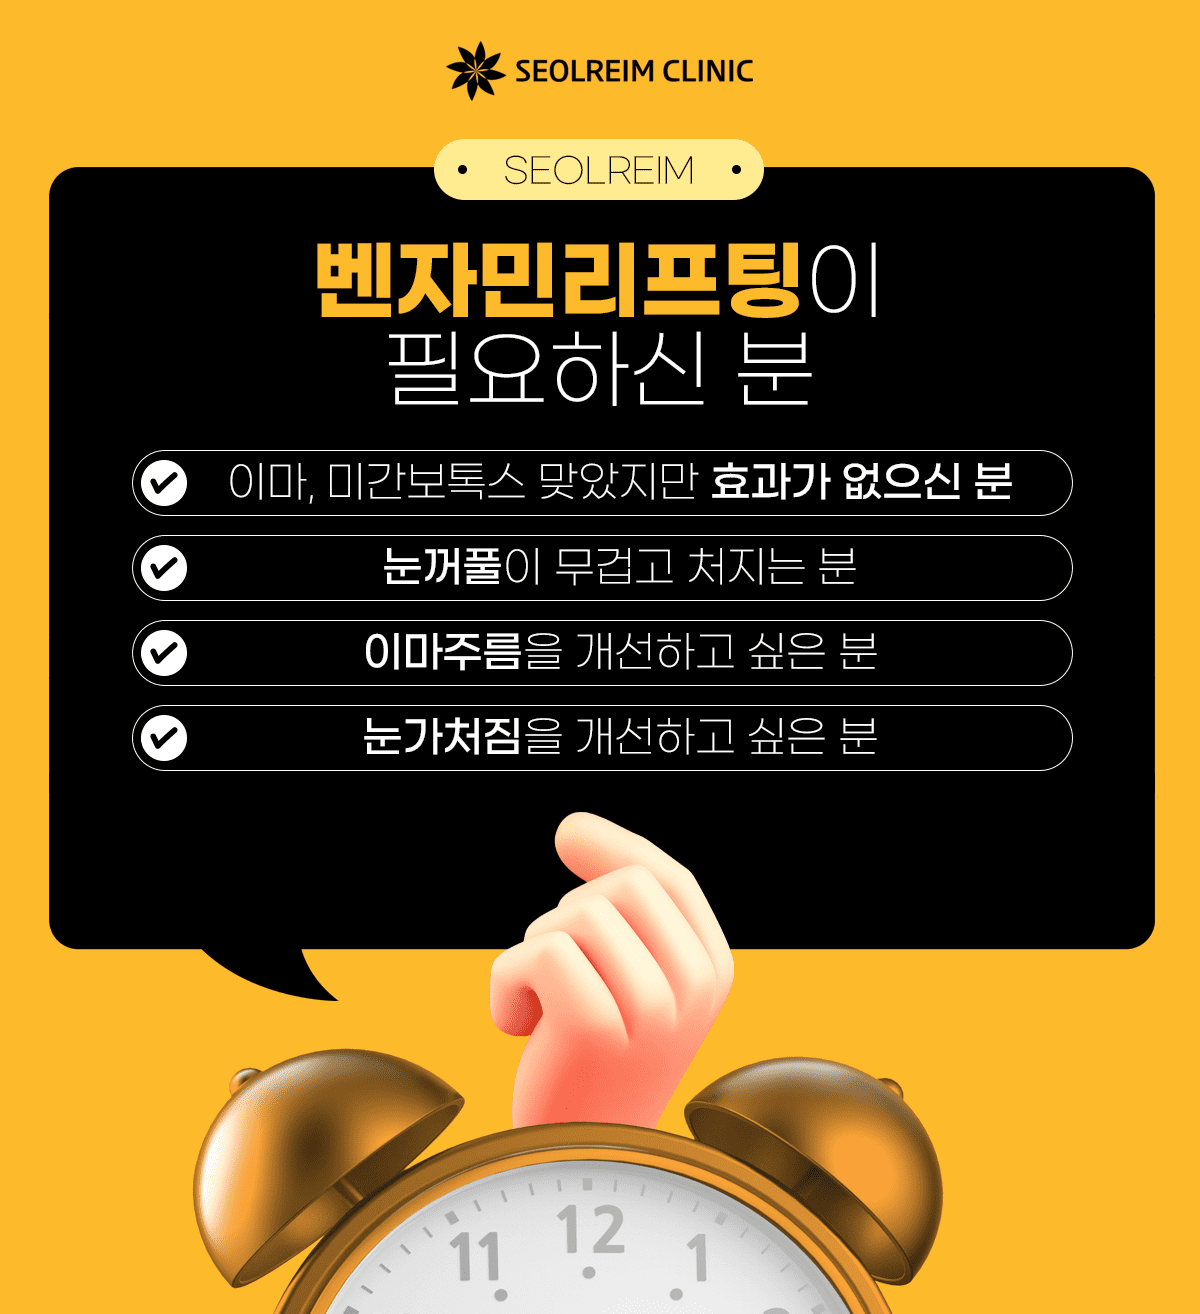 SEOLREIM CLINIC
SEOLREIM
벤자민리프팅이
필요하신 분
이마, 미간보톡스 맞았지만 효과가 없으신 분
눈꺼풀이 무겁고 처지는 분
이마주름을 개선하고 싶은 분
눈가처짐을 개선하고 싶은 분
11 12 1